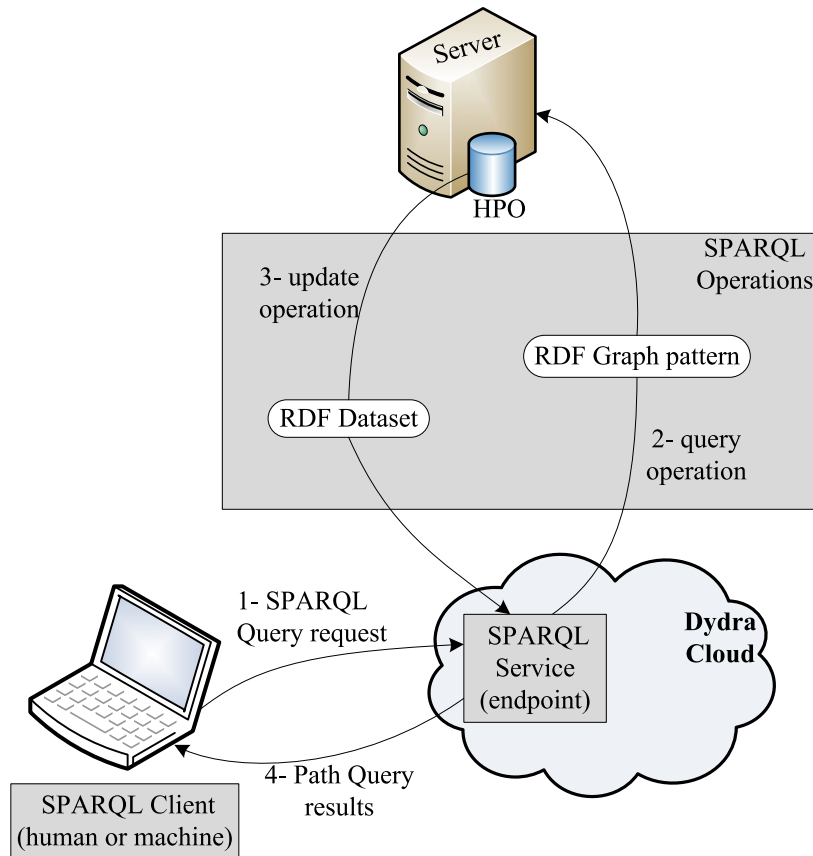 Server
HPO
SPARQL
Operations
3- update
operation
RDF Graph pattern
RDF Dataset
2- query
operation
1- SPARQL
Query request
SPARQL
Service
(endpoint)
Dydra
Cloud
4- Path Query
results
SPARQL Client
(human or machine)